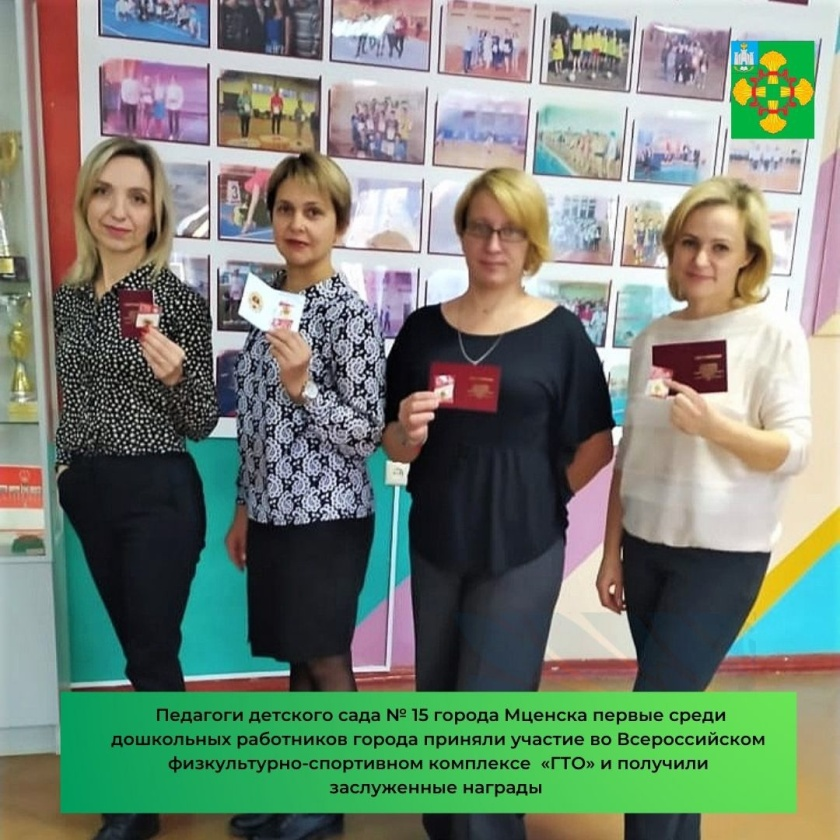 3
Педагоги детского сада № 15 города Мценска первые среди
дошкольных работников города приняли участие во Всероссийском
физкультурно-спортивном комплексе «ГТО» и получили
заслуженные награды